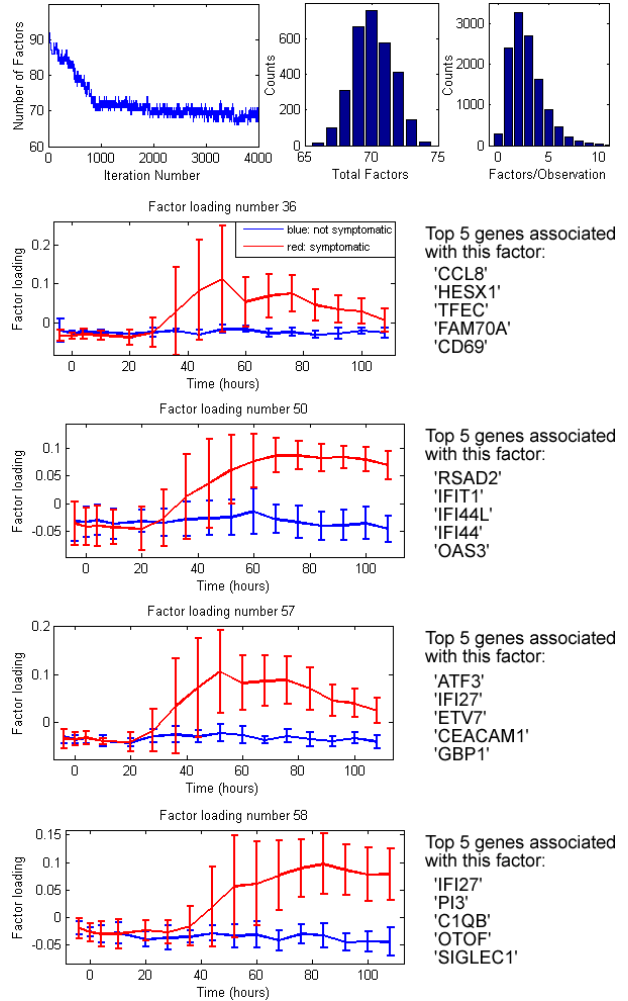 90
80
70
60
0
1000
2000
3000
4000
Number of Factors
Iteration Number
600
400
200
0
65
70
75
Counts
Total Factors
3000
2000
1000
0
0
5
10
Counts
Factors/Observation
Factor loading number 36
blue: not symptomatic
red: symptomatic
0.2
0.1
0
0
20
40
60
80
100
Factor loading
Time (hours)
Top 5 genes associated
with this factor:
'CCL8'
'HESX1'
'TFEC'
'FAM70A'
'CD69'
Factor loading number 50
0.1
0.05
0
-0.05
0
20
40
60
80
100
Factor loading
Time (hours)
Top 5 genes associated
with this factor:
'RSAD2'
'IFIT1'
'IFI44L'
'IFI44'
'OAS3'
Factor loading number 57
0.2
0.1
0
0
20
40
60
80
100
Factor loading
Time (hours)
Top 5 genes associated
with this factor:
'ATF3'
'IFI27'
'ETV7'
'CEACAM1'
'GBP1'
Factor loading number 58
0.15
0.1
0.05
0
-0.05
0
20
40
60
80
100
Factor loading
Time (hours)
Top 5 genes associated
with this factor:
'IFI27'
'PI3'
'C1QB'
'OTOF'
'SIGLEC1'